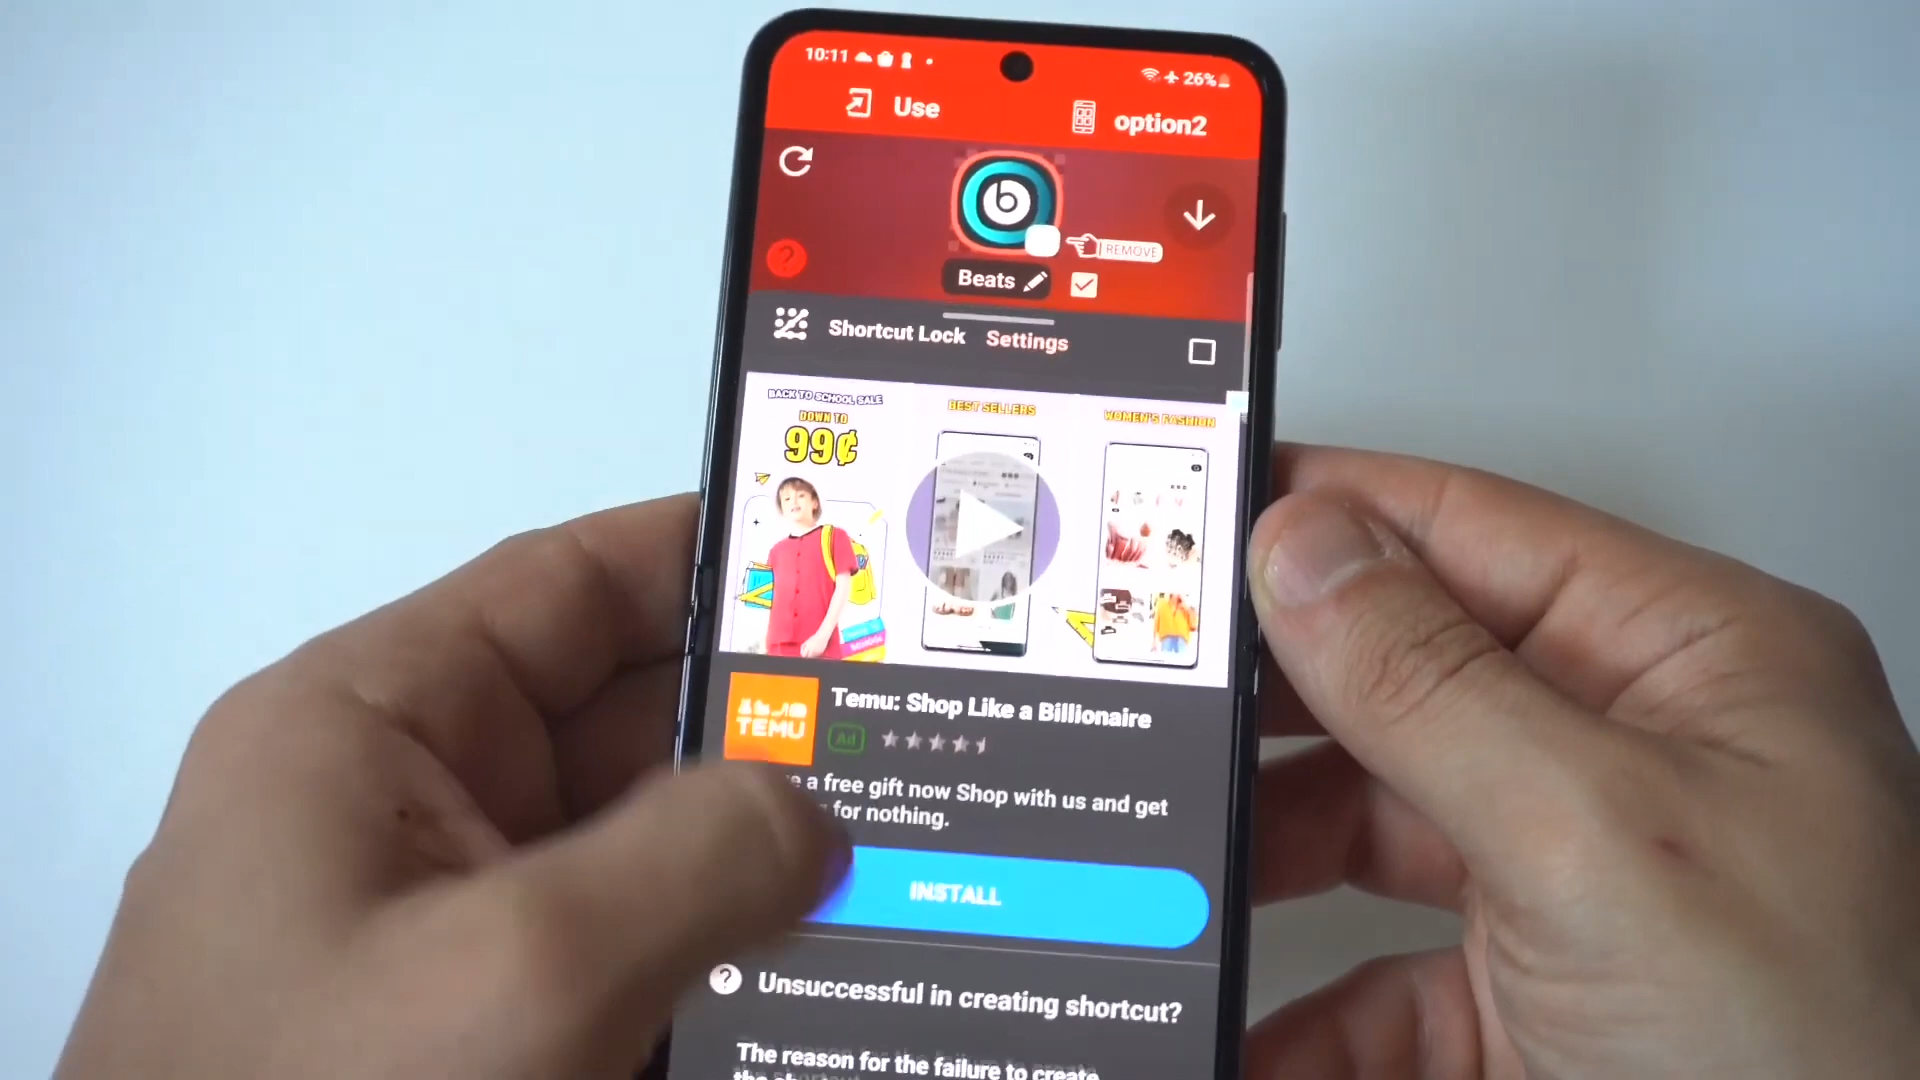 10:11
26%
Use
option2
b
REMOVE
Beats
Shortcut Lock Settings
BACK TO SCHOOL SALE
DOWN TO
99¢
BEST SELLERS
WOMEN'S FASHION
TEMU
Temu: Shop Like a Billionaire
Ad
a free gift now Shop with us and get
for nothing.
INSTALL
? Unsuccessful in creating shortcut?
The reason for the failure to create